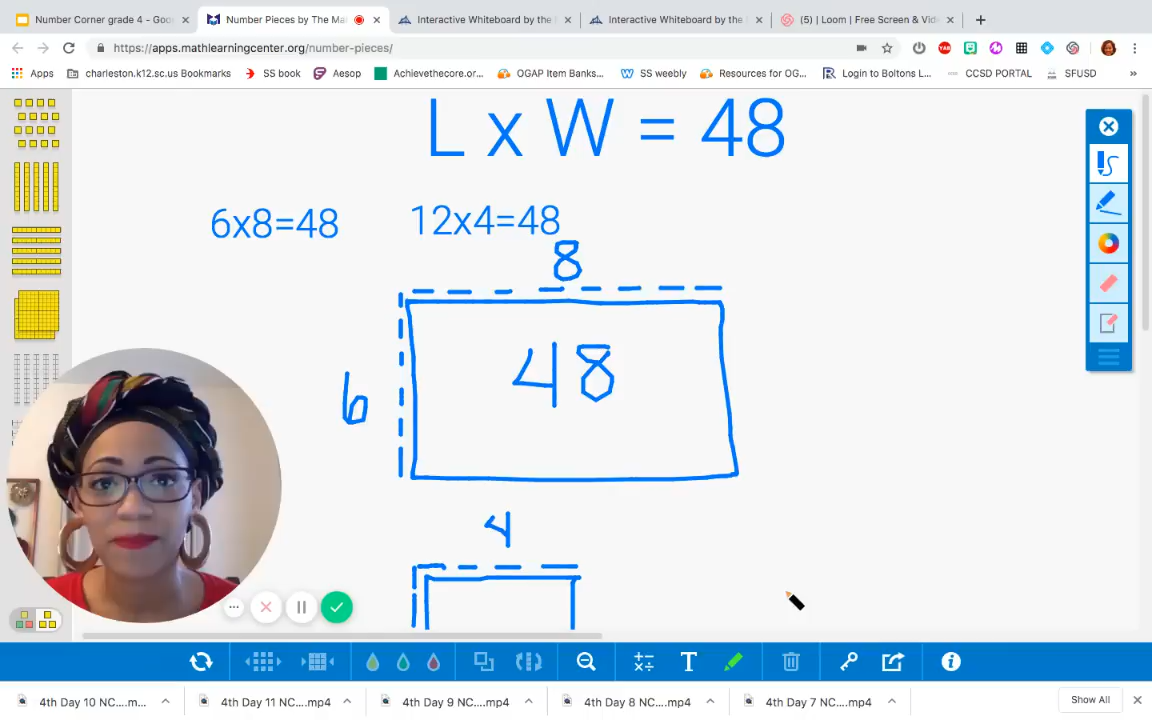 Number Corner grade 4 - Goo
Number Pieces by The Ma
Interactive Whiteboard by the
Interactive Whiteboard by the
(5) | Loom | Free Screen & Vide
https://apps.mathlearningcenter.org/number-pieces/
Apps
charleston.k12.sc.us Bookmarks
SS book
Aesop
Achievethecore.o...
OGAP Item Banks...
SS weekly
Resources for OG...
Login to Boltons L...
CCSD PORTAL
SFUSD
»
L x W = 48
6x8=48 12x4=48
8
48
6
4
4th Day 10 NC....m...
4th Day 11 NC....mp4
4th Day 9 NC....mp4
4th Day 8 NC....mp4
4th Day 7 NC....mp4
Show All